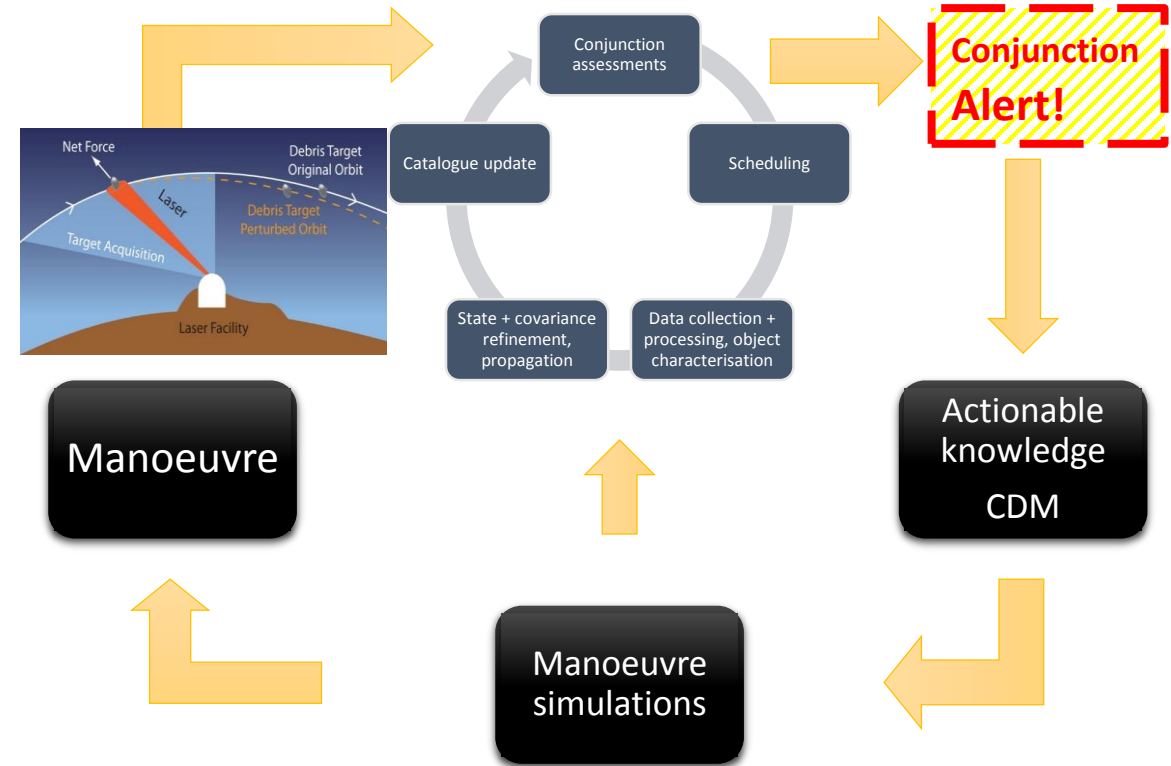 Conjunction
assessments
Conjunction
Alert!
Net Force
Debris Target
Original Orbit
Laser
Debris Target
Perturbed Orbit
Target Acquisition
Laser Facility
Catalogue update
Scheduling
State + covariance
refinement,
propagation
Data collection +
processing, object
characterisation
Manoeuvre
Actionable
knowledge
CDM
Manoeuvre
simulations